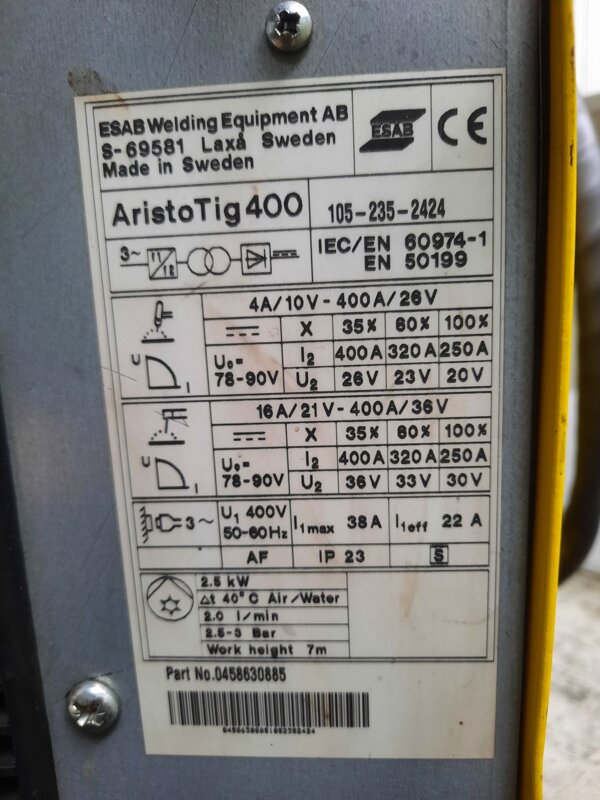 ESAB Welding Equipment AB
S-69581 Laxå Sweden
Made in Sweden
ESAB
CE
AristoTig 400
105-235-2424
3~
IEC/EN 60974-1
EN 50199
4A/10V - 400A/26V
X 35% 60% 100%
U₀=
78-90V
I₂ 400A 320A 250A
U₂ 26V 23V 20V
U
I
16A/21V - 400A/36V
X 35% 60% 100%
U₀=
78-90V
I₂ 400A 320A 250A
U₂ 36V 33V 30V
U
I
3~
U₁ 400V
50-60Hz
I₁max 38A
I₁eff 22 A
AF IP 23 S
2.5 kW
Δt 40°C Air/Water
2.0 l/min
2.5-3 Bar
Work height 7m
Part No.0458630885